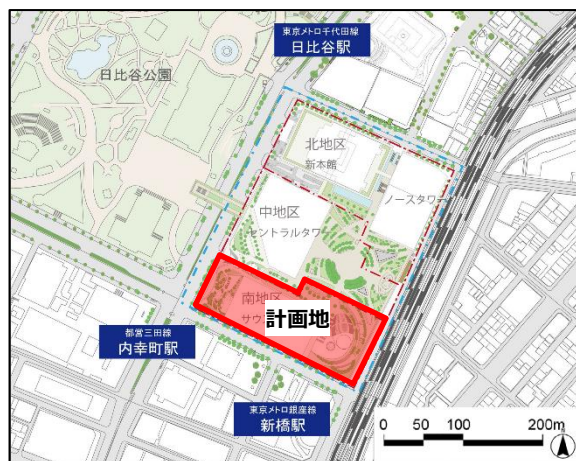 東京メトロ千代田線
日比谷駅
日比谷公園
北地区
新本館
ノースタワー
中地区
セントラルタワー
南地区
サウ
計画地
都営三田線
内幸町駅
東京メトロ銀座線
新橋駅
0 50 100 200m